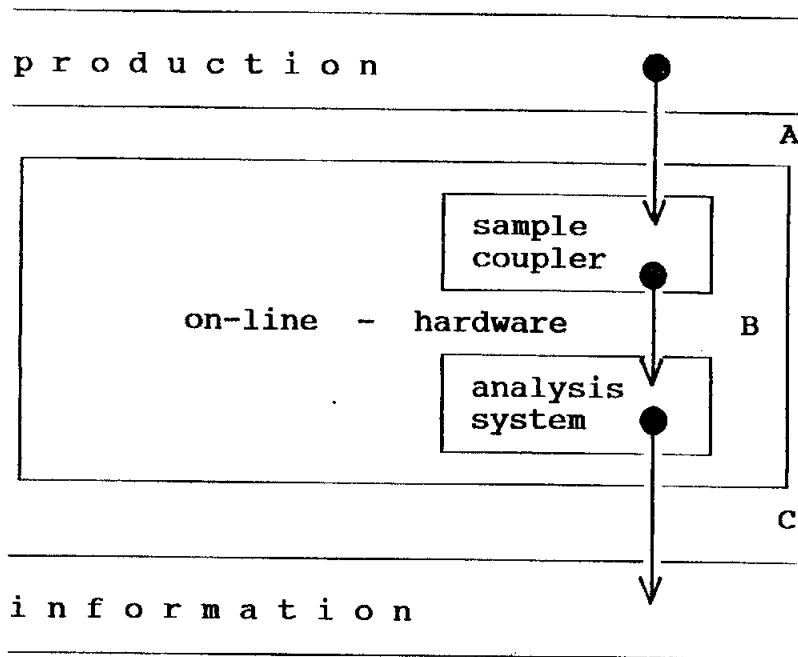 production
A
sample
coupler
on-line - hardware
B
analysis
system
C
information